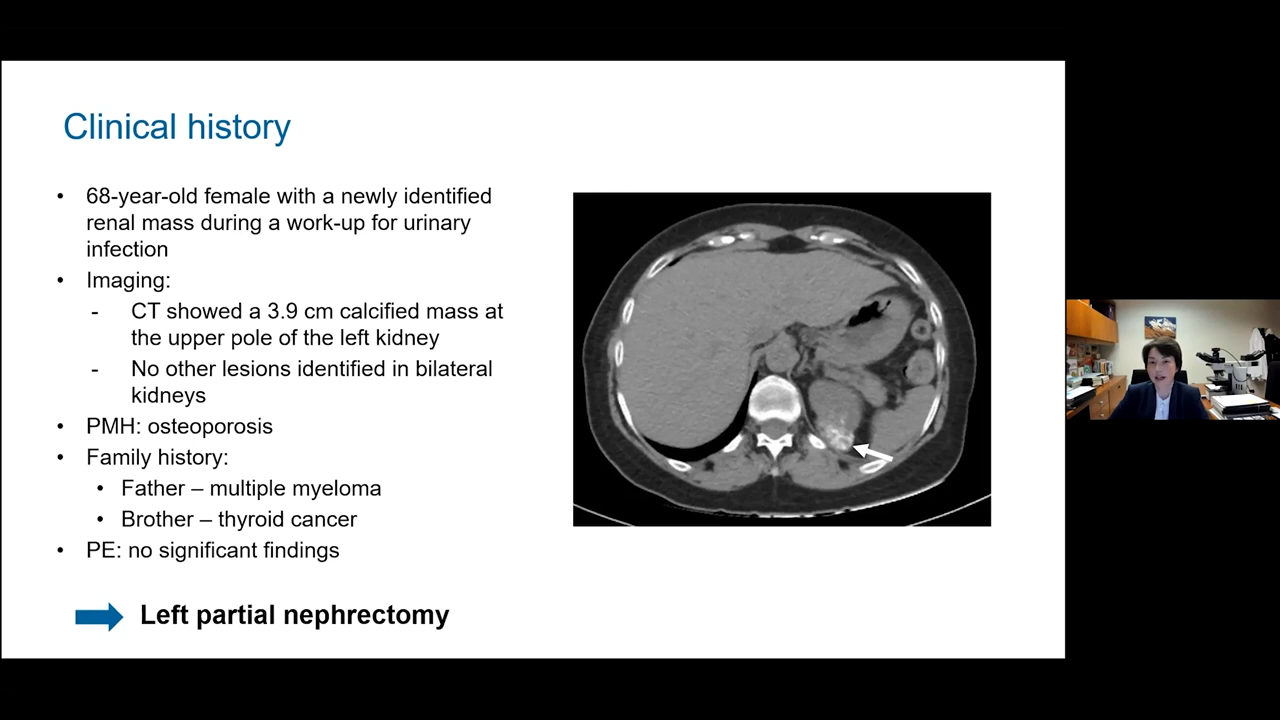 Clinical history
• 68-year-old female with a newly identified
renal mass during a work-up for urinary
infection
• Imaging:
- CT showed a 3.9 cm calcified mass at
the upper pole of the left kidney
- No other lesions identified in bilateral
kidneys
• PMH: osteoporosis
• Family history:
• Father – multiple myeloma
• Brother – thyroid cancer
• PE: no significant findings
Left partial nephrectomy